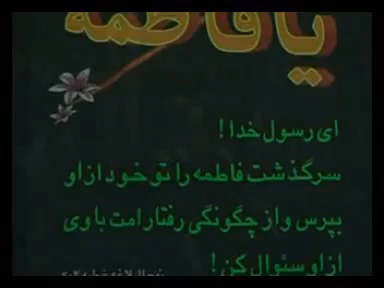 یا فاطمه
ای رسول خدا!
سرگذشت فاطمه را تو خود از او
بپرس و از چگونگی رفتار امت با وی
از او سئوال کن!